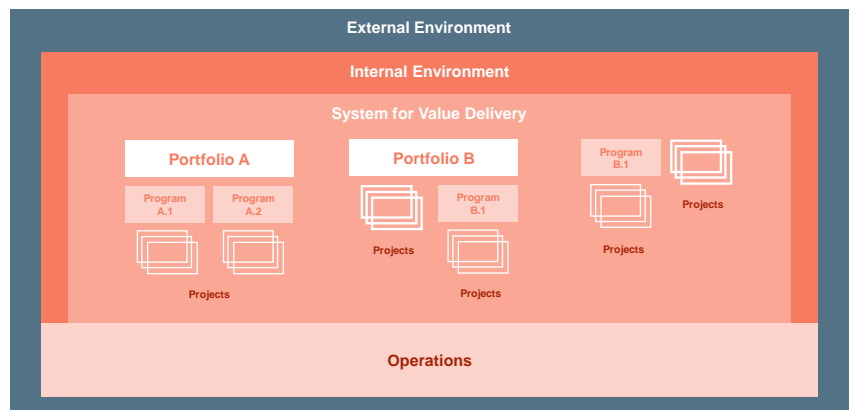 External Environment
Internal Environment
System for Value Delivery
Portfolio A
Program
A.1
Program
A.2
Projects
Portfolio B
Projects
Program
B.1
Projects
Program
B.1
Projects
Projects
Operations